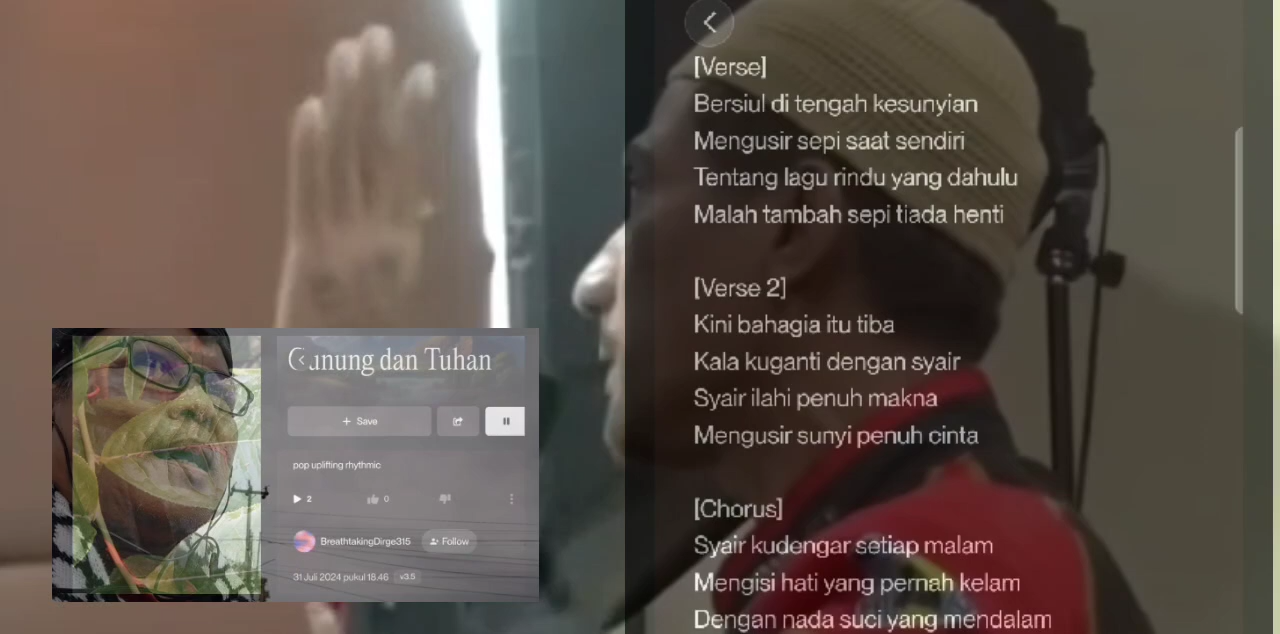 Gunung dan Tuhan
+ Save
pop uplifting rhythmic
2
0
BreathtakingDirge315
Follow
31 Juli 2024 pukul 18.46 v3.5
[Verse]
Bersiul di tengah kesunyian
Mengusir sepi saat sendiri
Tentang lagu rindu yang dahulu
Malah tambah sepi tiada henti
[Verse 2]
Kini bahagia itu tiba
Kala kuganti dengan syair
Syair ilahi penuh makna
Mengusir sunyi penuh cinta
[Chorus]
Syair kudengar setiap malam
Mengisi hati yang pernah kelam
Dengan nada suci yang mendalam